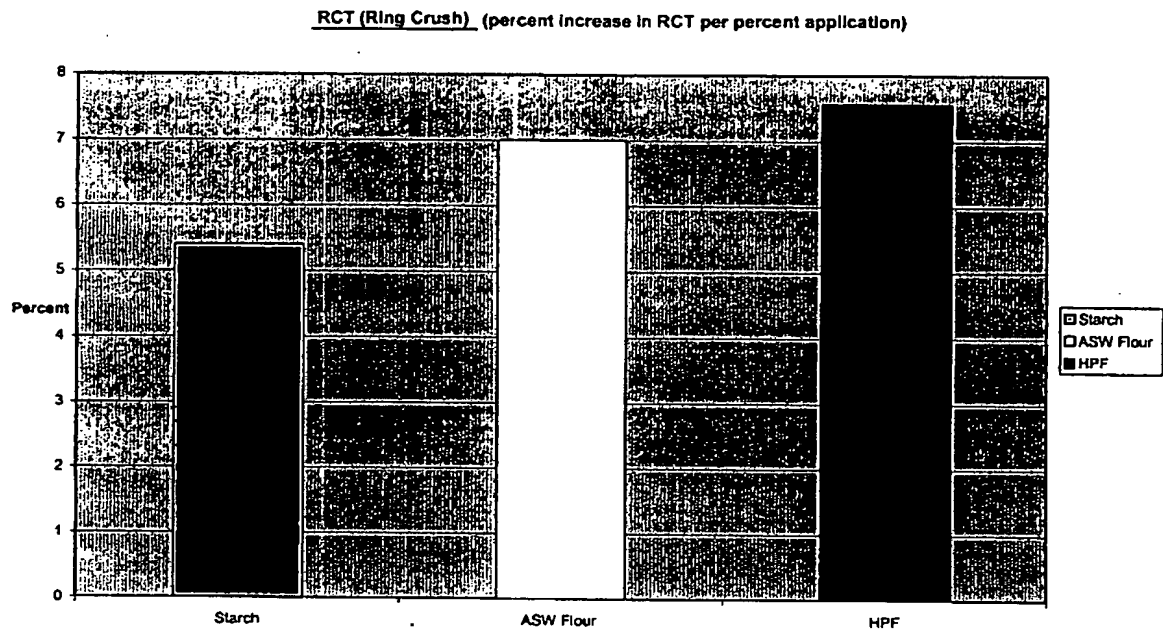 RCT (Ring Crush) (percent increase in RCT per percent application)
8
7
6
5
Percent
4
3
2
1
0
Starch
ASW Flour
HPF
Starch
ASW Flour
HPF